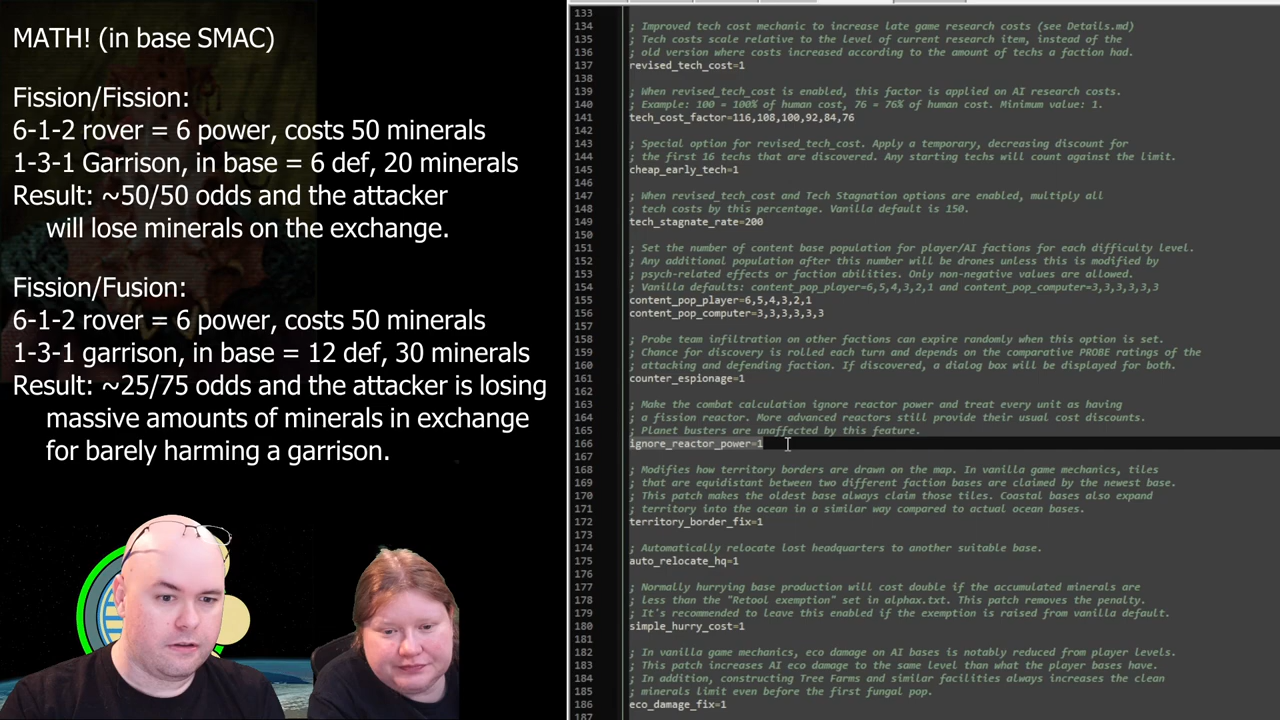 MATH! (in base SMAC)
Fission/Fission:
6-1-2 rover = 6 power, costs 50 minerals
1-3-1 Garrison, in base = 6 def, 20 minerals
Result: ~50/50 odds and the attacker
will lose minerals on the exchange.
Fission/Fusion:
6-1-2 rover = 6 power, costs 50 minerals
1-3-1 garrison, in base = 12 def, 30 minerals
Result: ~25/75 odds and the attacker is losing
massive amounts of minerals in exchange
for barely harming a garrison.
133
134 ; Improved tech cost mechanic to increase late game research costs (see Details.md)
135 ; Tech costs scale relative to the level of current research item, instead of the
136 ; old version where costs increased according to the amount of techs a faction had.
137 revised_tech_cost=1
138
139 ; When revised_tech_cost is enabled, this factor is applied on AI research costs.
140 ; Example: 100 = 100% of human cost, 76 = 76% of human cost. Minimum value: 1.
141 tech_cost_factor=116,108,100,92,84,76
142
143 ; Special option for revised_tech_cost. Apply a temporary, decreasing discount for
144 ; the first 16 techs that are discovered. Any starting techs will count against the limit.
145 cheap_early_tech=1
146
147 ; When revised_tech_cost and Tech Stagnation options are enabled, multiply all
148 ; tech costs by this percentage. Vanilla default is 150.
149 tech_stagnate_rate=200
150
151 ; Set the number of content base population for player/AI factions for each difficulty level.
152 ; Any additional population after this number will be drones unless this is modified by
153 ; psych-related effects or faction abilities. Only non-negative values are allowed.
154 ; Vanilla defaults: content_pop_player=6,5,4,3,2,1 and content_pop_computer=3,3,3,3,3,3
155 content_pop_player=6,5,4,3,2,1
156 content_pop_computer=3,3,3,3,3,3
157
158 ; Probe team infiltration on other factions can expire randomly when this option is set.
159 ; Chance for discovery is rolled each turn and depends on the comparative PROBE ratings of the
160 ; attacking and defending faction. If discovered, a dialog box will be displayed for both.
161 counter_espionage=1
162
163 ; Make the combat calculation ignore reactor power and treat every unit as having
164 ; a fission reactor. More advanced reactors still provide their usual cost discounts.
165 ; Planet busters are unaffected by this feature.
166 ignore_reactor_power=1
167
168 ; Modifies how territory borders are drawn on the map. In vanilla game mechanics, tiles
169 ; that are equidistant between two different faction bases are claimed by the newest base.
170 ; This patch makes the oldest base always claim those tiles. Coastal bases also expand
171 ; territory into the ocean in a similar way compared to actual ocean bases.
172 territory_border_fix=1
173
174 ; Automatically relocate lost headquarters to another suitable base.
175 auto_relocate_hq=1
176
177 ; Normally hurrying base production will cost double if the accumulated minerals are
178 ; less than the "Retool exemption" set in alphax.txt. This patch removes the penalty.
179 ; It's recommended to leave this enabled if the exemption is raised from vanilla default.
180 simple_hurry_cost=1
181
182 ; In vanilla game mechanics, eco damage on AI bases is notably reduced from player levels.
183 ; This patch increases AI eco damage to the same level than what the player bases have.
184 ; In addition, constructing Tree Farms and similar facilities always increases the clean
185 ; minerals limit even before the first fungal pop.
186 eco_damage_fix=1
187